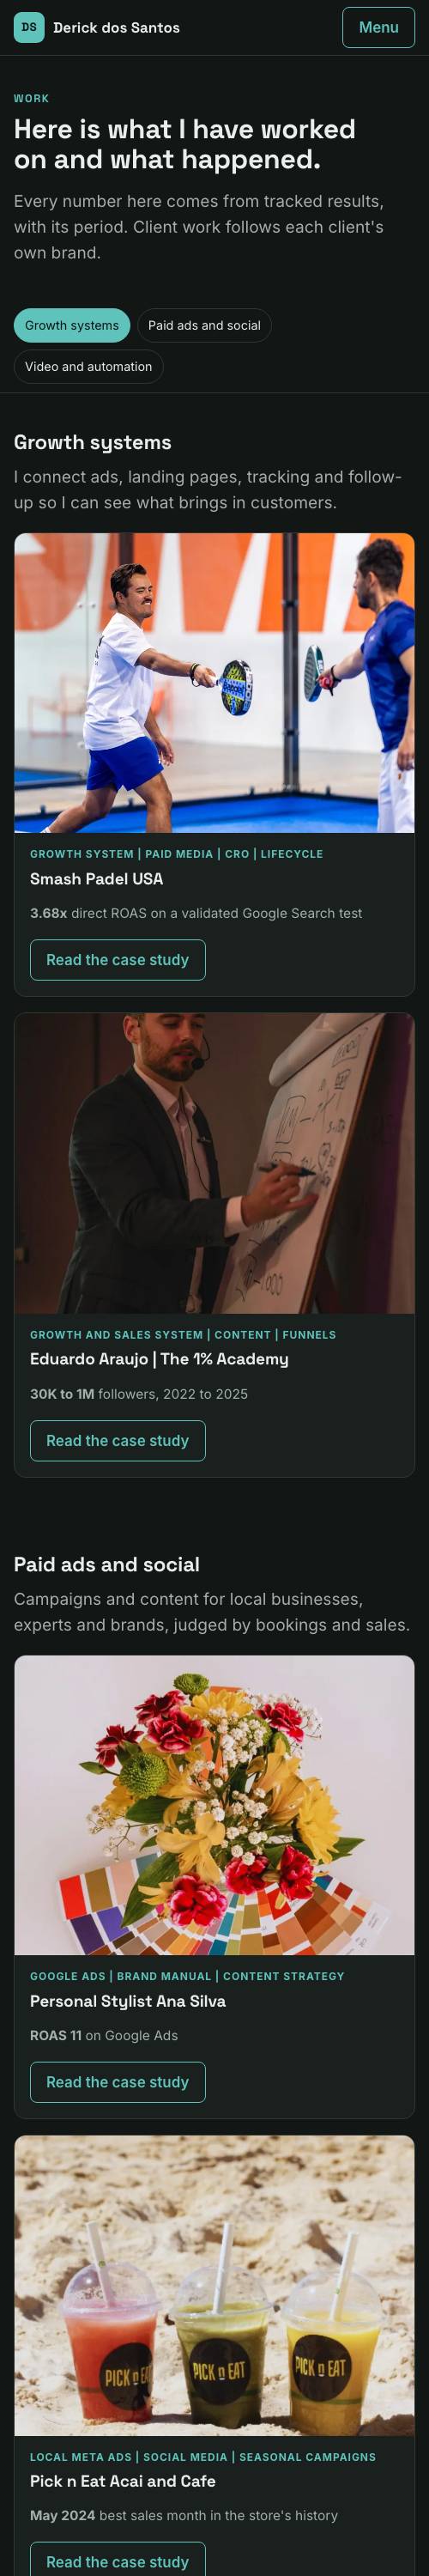 DS Derick dos Santos Menu
WORK
Here is what I have worked
on and what happened.
Every number here comes from tracked results,
with its period. Client work follows each client's
own brand.
Growth systems Paid ads and social
Video and automation
Growth systems
I connect ads, landing pages, tracking and follow-
up so I can see what brings in customers.
GROWTH SYSTEM | PAID MEDIA | CRO | LIFECYCLE
Smash Padel USA
3.68x direct ROAS on a validated Google Search test
Read the case study
GROWTH AND SALES SYSTEM | CONTENT | FUNNELS
Eduardo Araujo | The 1% Academy
30K to 1M followers, 2022 to 2025
Read the case study
Paid ads and social
Campaigns and content for local businesses,
experts and brands, judged by bookings and sales.
GOOGLE ADS | BRAND MANUAL | CONTENT STRATEGY
Personal Stylist Ana Silva
ROAS 11 on Google Ads
Read the case study
PICK n EAT
PICK n EAT
PICK n EAT
LOCAL META ADS | SOCIAL MEDIA | SEASONAL CAMPAIGNS
Pick n Eat Acai and Cafe
May 2024 best sales month in the store's history
Read the case study